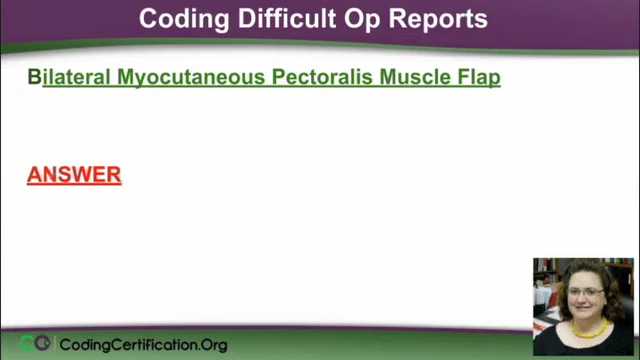 Coding Difficult Op Reports
Bilateral Myocutaneous Pectoralis Muscle Flap
ANSWER
CodingCertification.Org